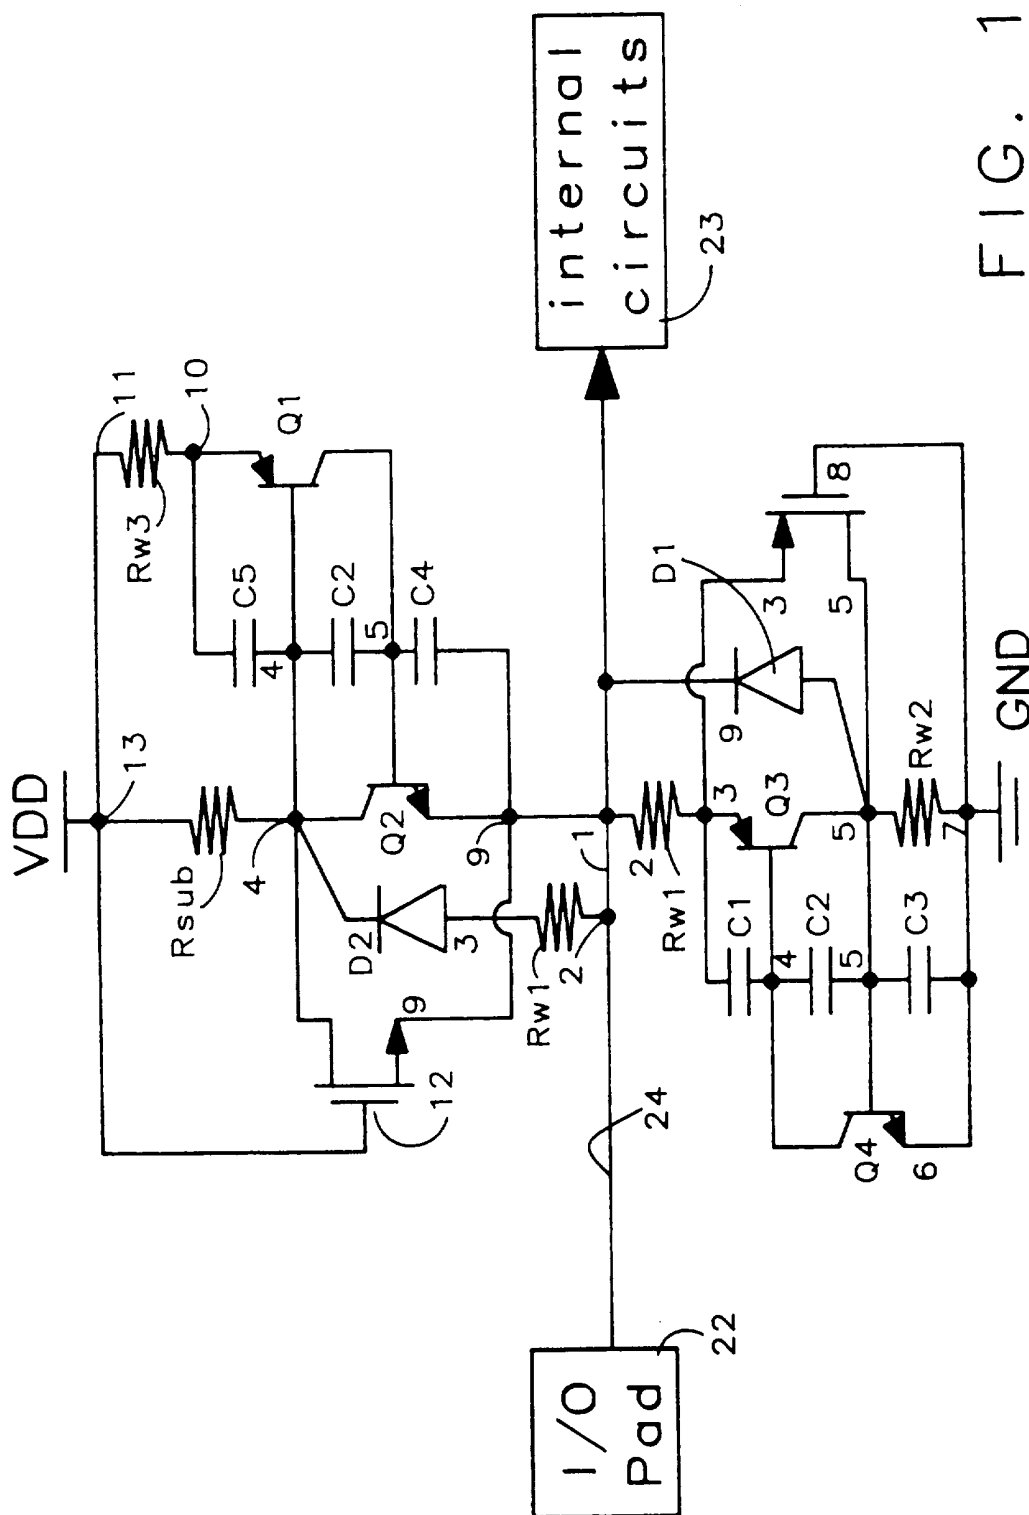 VDD
13
11
Rsub
Rw3
10
4
C5
Q1
4
C2
5
Q2
C4
D2
12
9
3
9
Rw1
2
1
24
I/O
Pad
22
internal
circuits
23
2
Rw1
3
C1
Q3
4
C2
5
5
C3
Q4
6
Rw2
7
9
D1
3
5
8
GND
FIG. 1